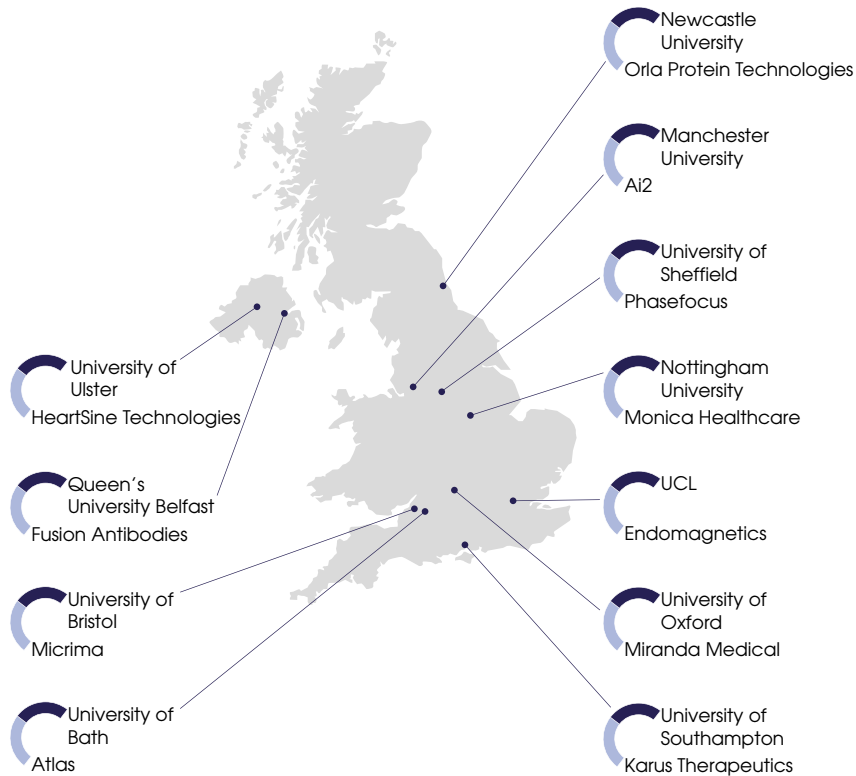 Newcastle
University
Orla Protein Technologies
Manchester
University
Ai2
University of
Sheffield
Phasefocus
Nottingham
University
Monica Healthcare
UCL
Endomagnetics
University of
Oxford
Miranda Medical
University of
Southampton
Karus Therapeutics
University of
Ulster
HeartSine Technologies
Queen's
University Belfast
Fusion Antibodies
University of
Bristol
Micrima
University of
Bath
Atlas